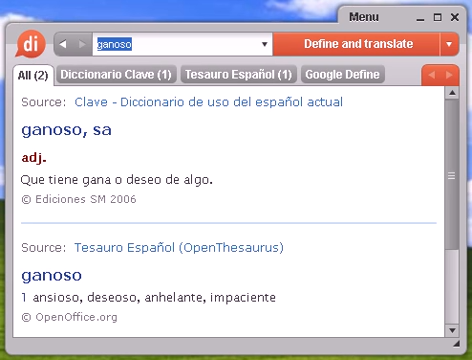 Menu
di
ganoso
Define and translate
All (2)
Diccionario Clave (1)
Tesauro Español (1)
Google Define
Source: Clave - Diccionario de uso del español actual
ganoso, sa
adj.
Que tiene gana o deseo de algo.
© Ediciones SM 2006
Source: Tesauro Español (OpenThesaurus)
ganoso
1 ansioso, deseoso, anhelante, impaciente
© OpenOffice.org